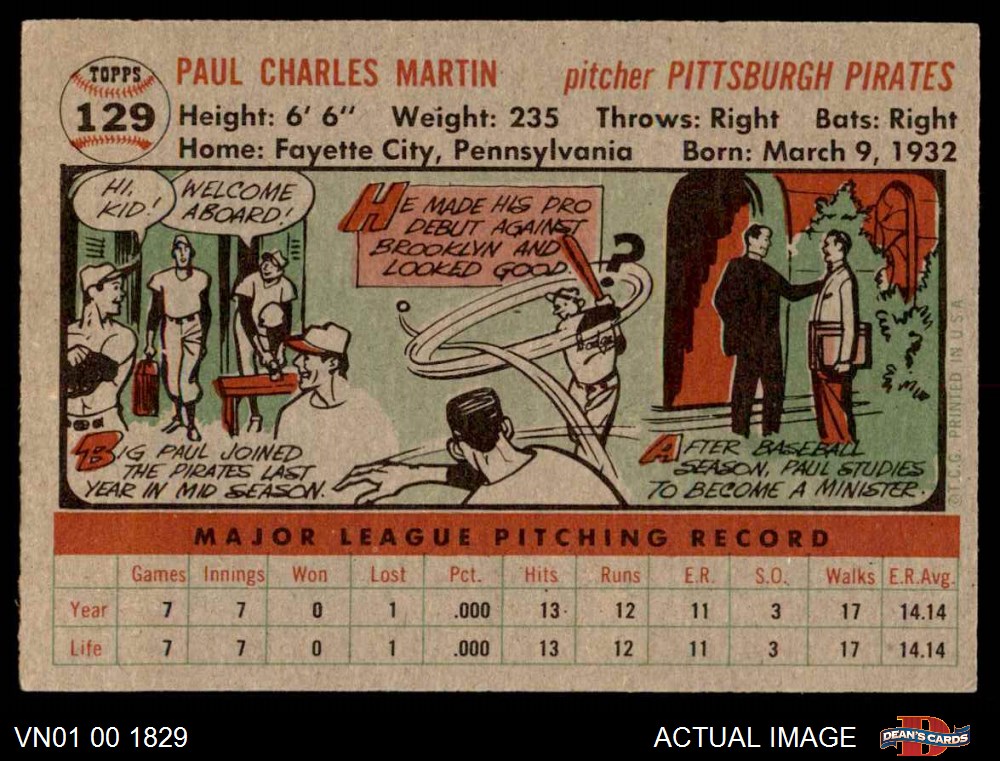 TOPPS
129
PAUL CHARLES MARTIN pitcher PITTSBURGH PIRATES
Height: 6' 6" Weight: 235 Throws: Right Bats: Right
Home: Fayette City, Pennsylvania Born: March 9, 1932
HI, KID!
WELCOME ABOARD!
BIG PAUL JOINED
THE PIRATES LAST
YEAR IN MID SEASON.
HE MADE HIS PRO
DEBUT AGAINST
BROOKLYN AND
LOOKED GOOD.
?
Dodgers
AFTER BASEBALL
SEASON, PAUL STUDIES
TO BECOME A MINISTER.
© T.C.G. PRINTED IN U.S.A.
MAJOR LEAGUE PITCHING RECORD
Games Innings Won Lost Pct. Hits Runs E.R. S.O. Walks E.R.Avg.
Year 7 7 0 1 .000 13 12 11 3 17 14.14
Life 7 7 0 1 .000 13 12 11 3 17 14.14
VN01 00 1829
ACTUAL IMAGE
D
DEAN'S CARDS